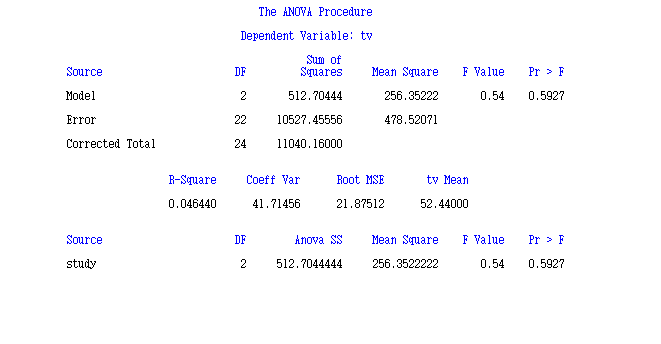 The ANOVA Procedure
Dependent Variable: tv
Sum of
Source DF Squares Mean Square F Value Pr > F
Model 2 512.70444 256.35222 0.54 0.5927
Error 22 10527.45556 478.52071
Corrected Total 24 11040.16000
R-Square Coeff Var Root MSE tv Mean
0.046440 41.71456 21.87512 52.44000
Source DF Anova SS Mean Square F Value Pr > F
study 2 512.7044444 256.3522222 0.54 0.5927